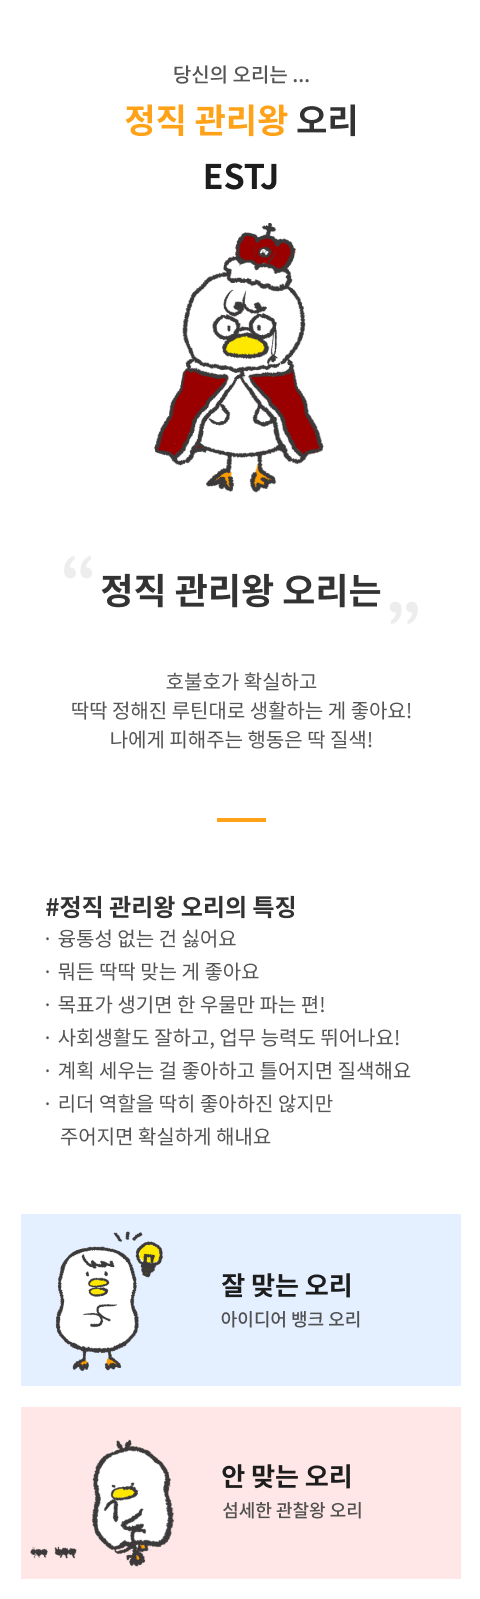 당신의 오리는 ...
정직 관리왕 오리
ESTJ
“ 정직 관리왕 오리는 ”
호불호가 확실하고
딱딱 정해진 루틴대로 생활하는 게 좋아요!
나에게 피해주는 행동은 딱 질색!
#정직 관리왕 오리의 특징
· 융통성 없는 건 싫어요
· 뭐든 딱딱 맞는 게 좋아요
· 목표가 생기면 한 우물만 파는 편!
· 사회생활도 잘하고, 업무 능력도 뛰어나요!
· 계획 세우는 걸 좋아하고 틀어지면 질색해요
· 리더 역할을 딱히 좋아하진 않지만
주어지면 확실하게 해내요
잘 맞는 오리
아이디어 뱅크 오리
안 맞는 오리
섬세한 관찰왕 오리